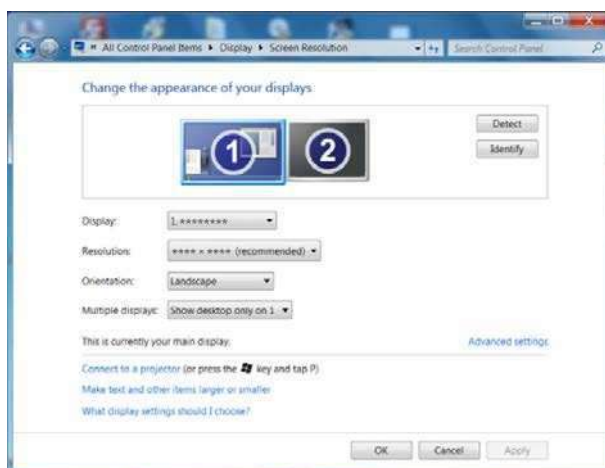 « All Control Panel Items ▸ Display ▸ Screen Resolution
Search Control Panel
Change the appearance of your displays
1 2
Detect
Identify
Display: 1. ********
Resolution: **** × **** (recommended)
Orientation: Landscape
Multiple displays: Show desktop only on 1
This is currently your main display.
Advanced settings
Connect to a projector (or press the key and tap P)
Make text and other items larger or smaller
What display settings should I choose?
OK Cancel Apply